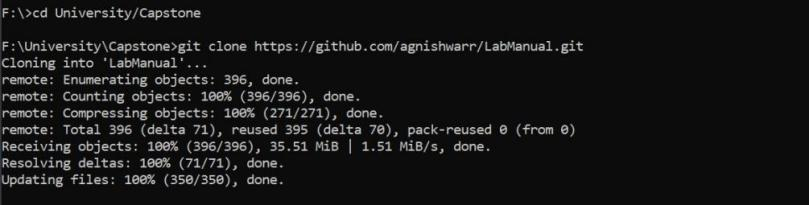 F:\>cd University/Capstone
F:\University\Capstone>git clone https://github.com/agnishwarr/LabManual.git
Cloning into 'LabManual'...
remote: Enumerating objects: 396, done.
remote: Counting objects: 100% (396/396), done.
remote: Compressing objects: 100% (271/271), done.
remote: Total 396 (delta 71), reused 395 (delta 70), pack-reused 0 (from 0)
Receiving objects: 100% (396/396), 35.51 MiB | 1.51 MiB/s, done.
Resolving deltas: 100% (71/71), done.
Updating files: 100% (350/350), done.